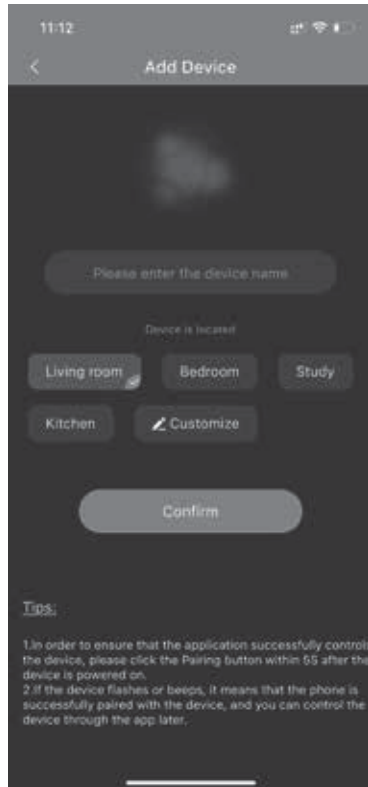 11:12
Add Device
Please enter the device name
Device is located
Living room Bedroom Study
Kitchen Customize
Confirm
Tips:
1.In order to ensure that the application successfully controls
the device, please click the Pairing button within 5S after the
device is powered on.
2.If the device flashes or beeps, it means that the phone is
successfully paired with the device, and you can control the
device through the app later.